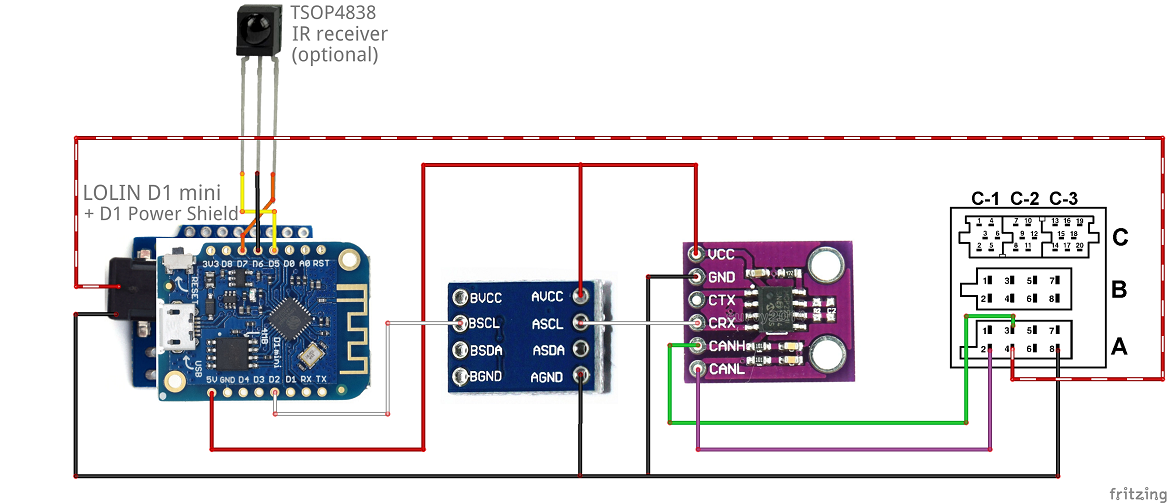 TSOP4838
IR receiver
(optional)
LOLIN D1 mini
+ D1 Power Shield
3V3 D8 D7 D6 D5 D0 A0 RST
RESET
USB
D1 mini
5V GND D4 D3 D2 D1 RX TX
BVCC AVCC
BSCL ASCL
BSDA ASDA
BGND AGND
VCC
GND
CTX
CRX
CANH
CANL
C-1 C-2 C-3
1 4 7 10 13 16 19
3 6 9 12 15 18
2 5 8 11 14 17 20
C
1 3 5 7
2 4 6 8
B
1 3 5 7
2 4 6 8
A
fritzing